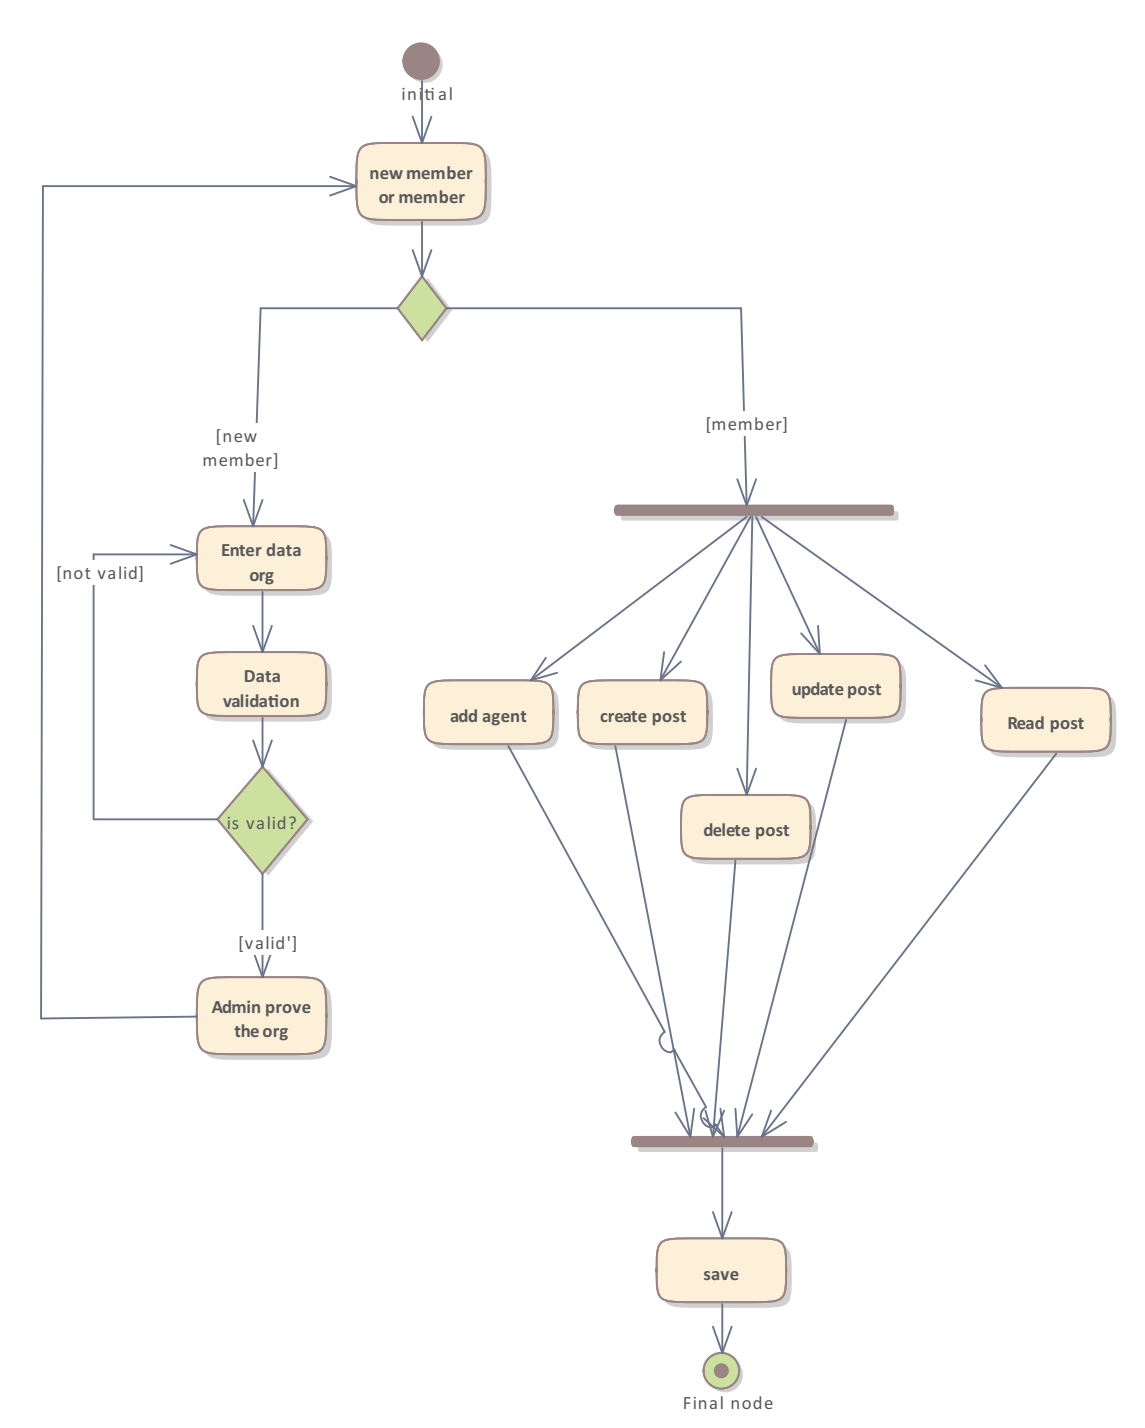 initial
new member
or member
[new
member]
[member]
Enter data
org
[not valid]
Data
validation
is valid?
[valid']
Admin prove
the org
add agent
create post
update post
Read post
delete post
save
Final node